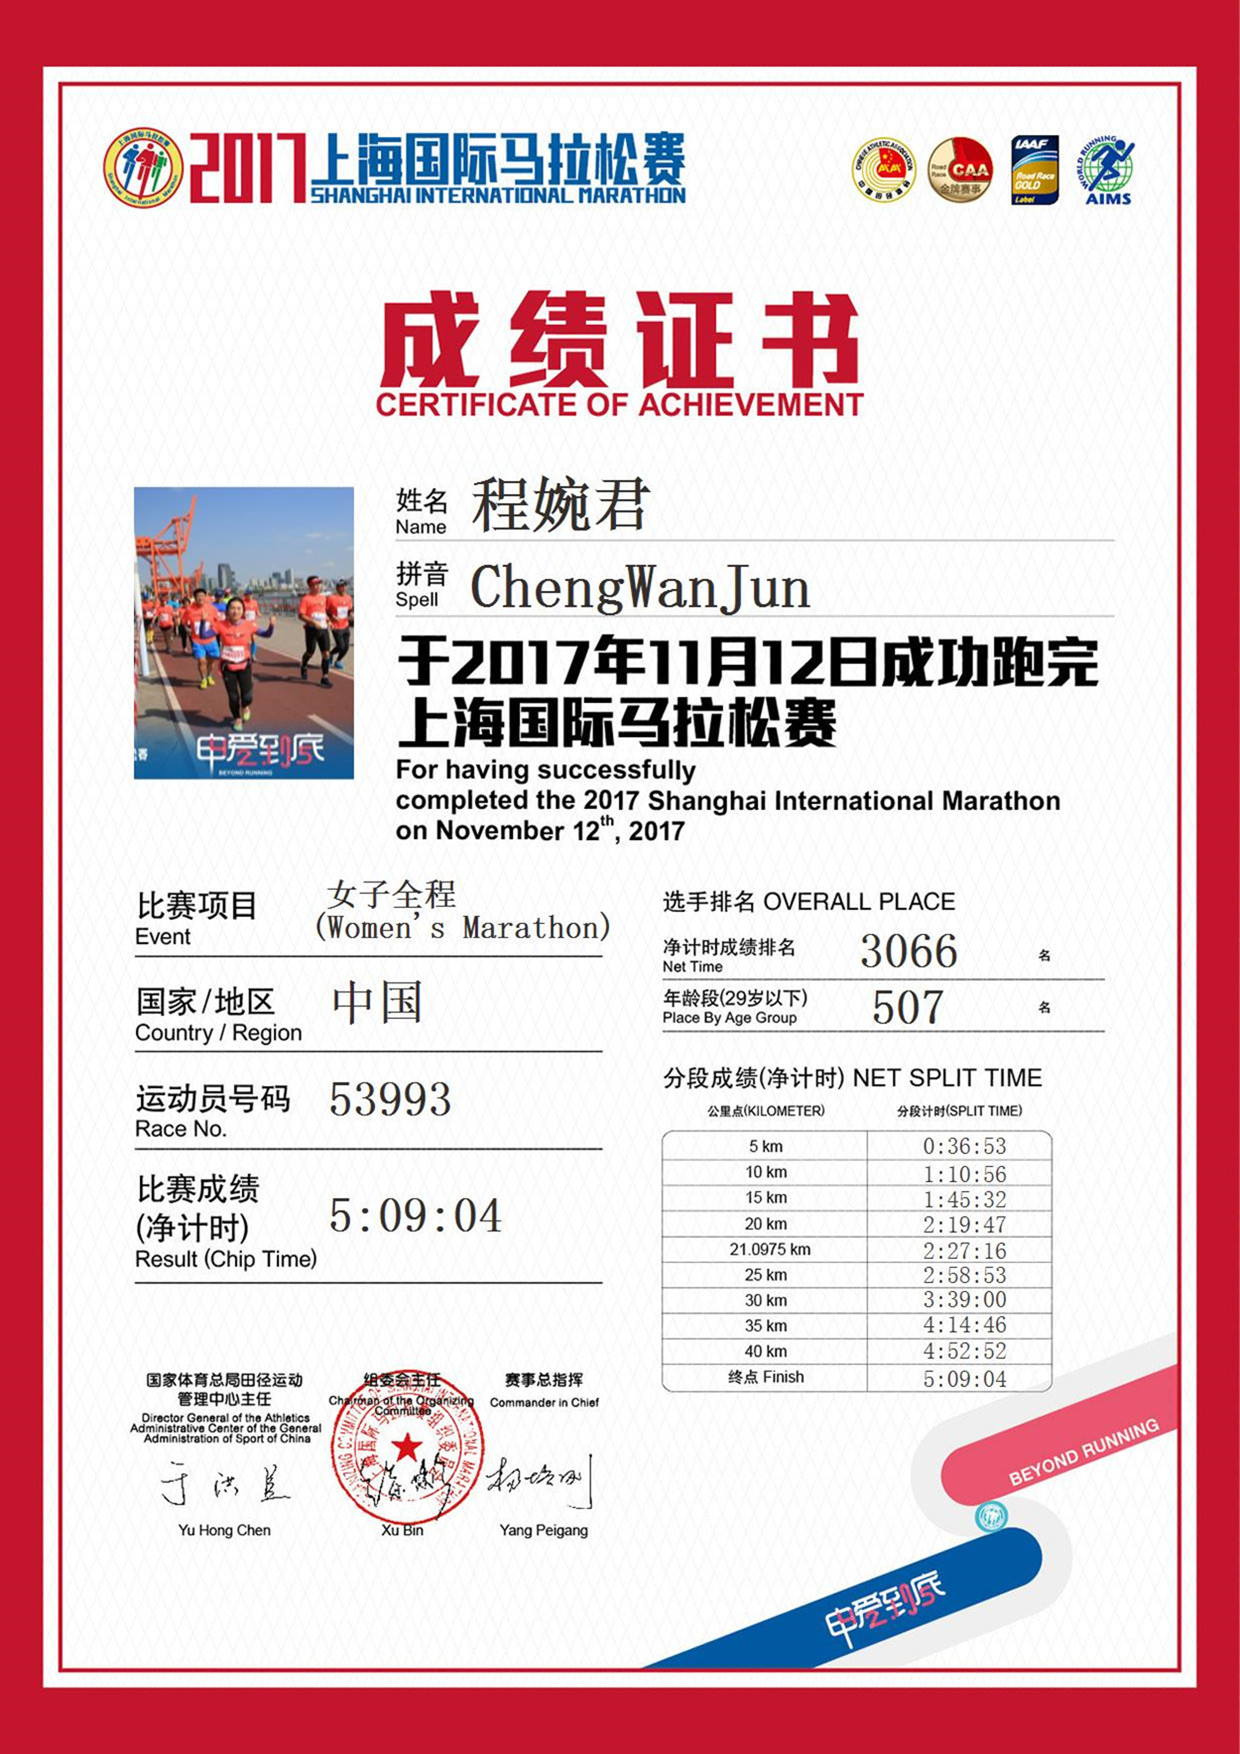 2017上海国际马拉松赛
SHANGHAI INTERNATIONAL MARATHON
CHINESE ATHLETIC ASSOCIATION
Road Race CAA
金牌赛事
IAAF
Road Race
GOLD
Label
WORLD RUNNING
AIMS
成绩证书
CERTIFICATE OF ACHIEVEMENT
姓名 程婉君
Name
拼音 ChengWanJun
Spell
于2017年11月12日成功跑完
上海国际马拉松赛
For having successfully
completed the 2017 Shanghai International Marathon
on November 12th, 2017
申爱到底
BEYOND RUNNING
比赛项目 女子全程
Event (Women's Marathon)
国家/地区 中国
Country / Region
运动员号码 53993
Race No.
比赛成绩
(净计时) 5:09:04
Result (Chip Time)
选手排名 OVERALL PLACE
净计时成绩排名 3066 名
Net Time
年龄段(29岁以下) 507 名
Place By Age Group
分段成绩(净计时) NET SPLIT TIME
公里点(KILOMETER) 分段计时(SPLIT TIME)
5 km 0:36:53
10 km 1:10:56
15 km 1:45:32
20 km 2:19:47
21.0975 km 2:27:16
25 km 2:58:53
30 km 3:39:00
35 km 4:14:46
40 km 4:52:52
终点 Finish 5:09:04
国家体育总局田径运动
管理中心主任
Director General of the Athletics
Administrative Center of the General
Administration of Sport of China
Yu Hong Chen
组委会主任
Chairman of the Organizing
Committee
Xu Bin
赛事总指挥
Commander in Chief
Yang Peigang
BEYOND RUNNING
申爱到底